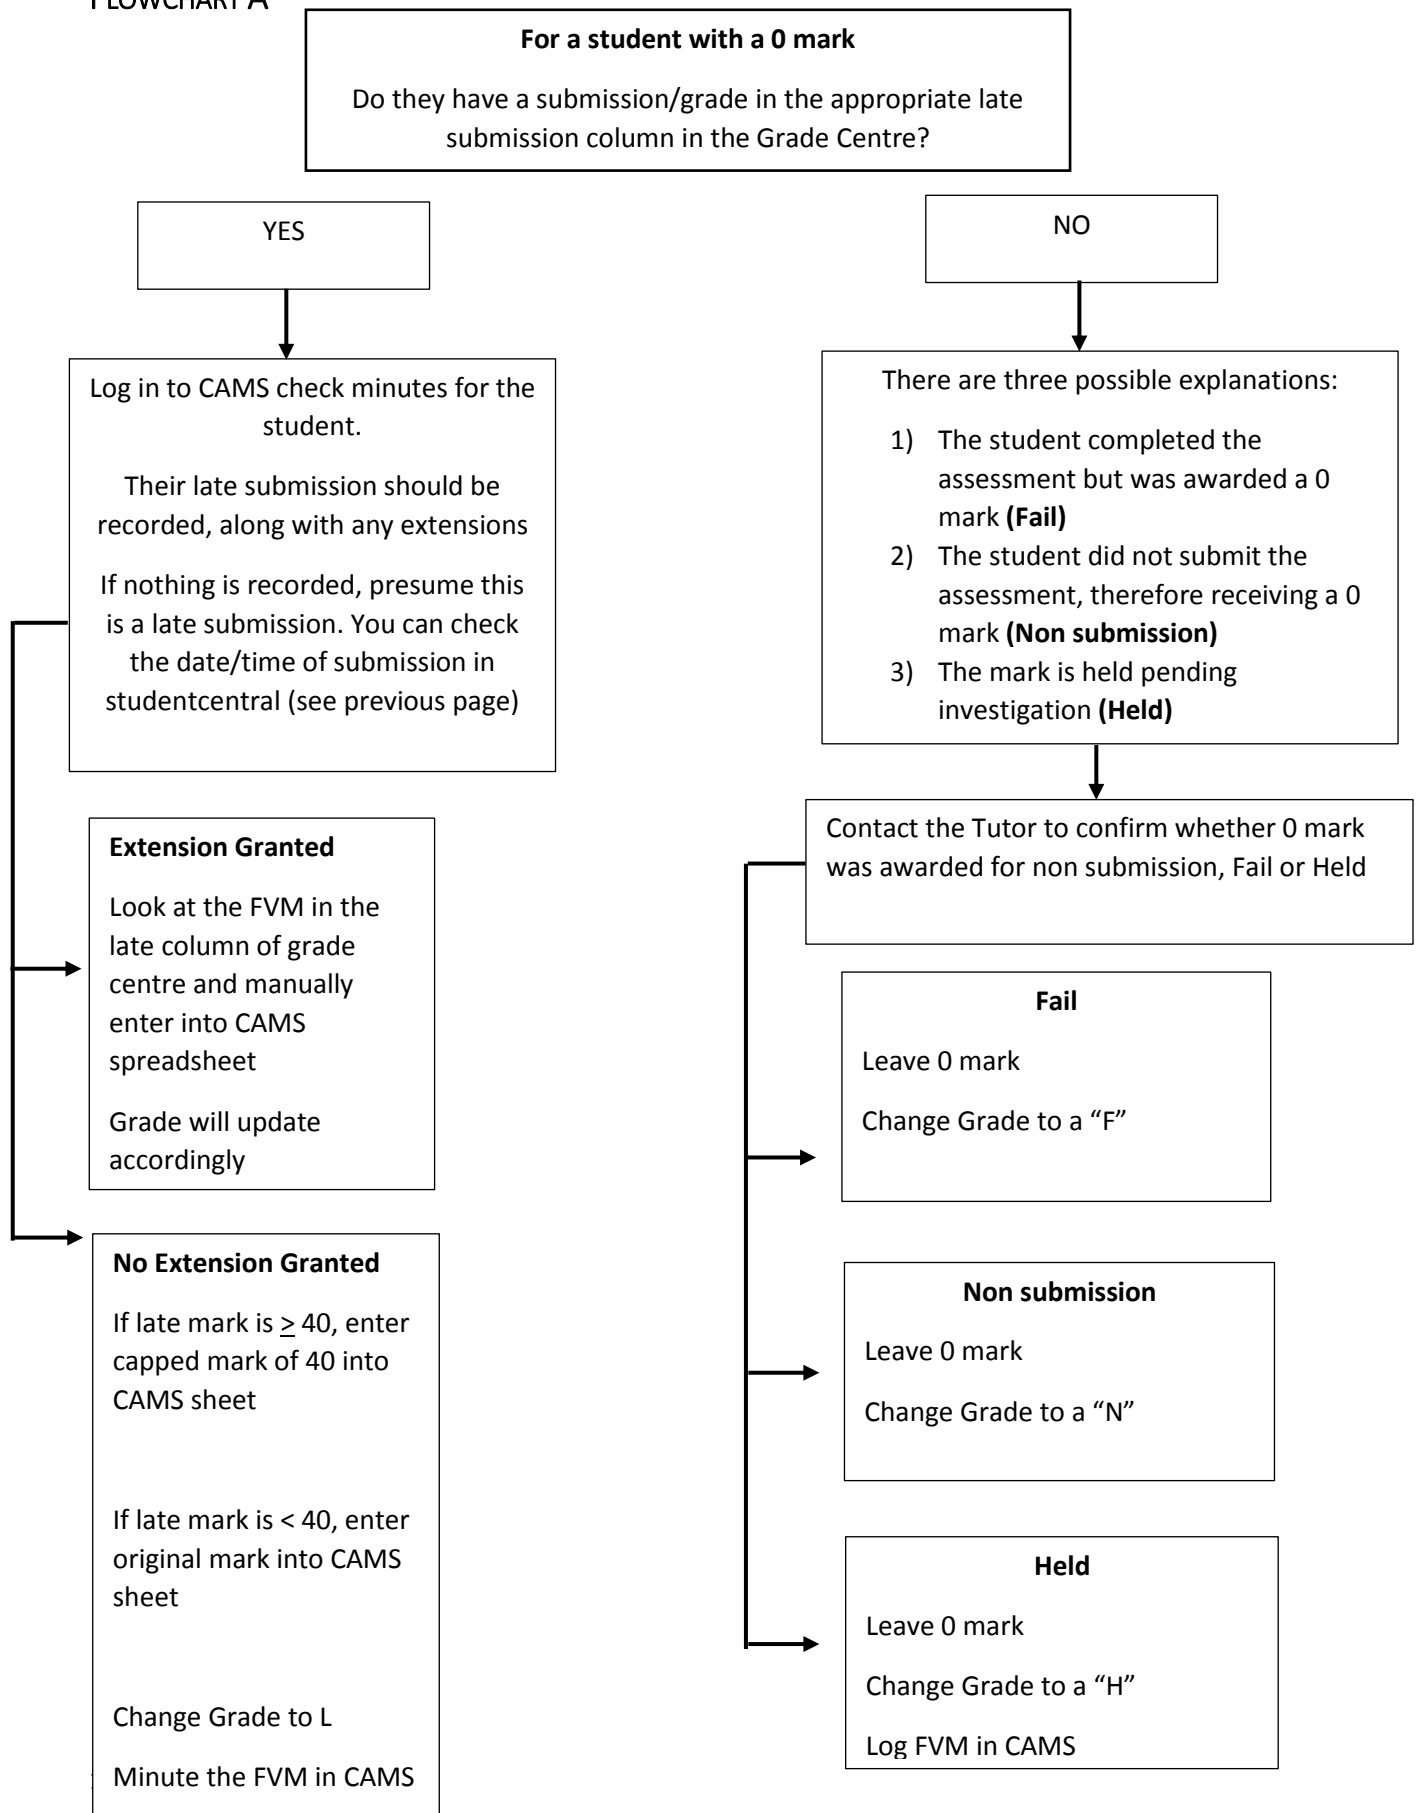 FLOWCHART A
For a student with a 0 mark
Do they have a submission/grade in the appropriate late
submission column in the Grade Centre?
YES
NO
Log in to CAMS check minutes for the
student.
Their late submission should be
recorded, along with any extensions
If nothing is recorded, presume this
is a late submission. You can check
the date/time of submission in
studentcentral (see previous page)
There are three possible explanations:
1) The student completed the
assessment but was awarded a 0
mark (Fail)
2) The student did not submit the
assessment, therefore receiving a 0
mark (Non submission)
3) The mark is held pending
investigation (Held)
Contact the Tutor to confirm whether 0 mark
was awarded for non submission, Fail or Held
Extension Granted
Look at the FVM in the
late column of grade
centre and manually
enter into CAMS
spreadsheet
Grade will update
accordingly
Fail
Leave 0 mark
Change Grade to a “F”
No Extension Granted
If late mark is ≥ 40, enter
capped mark of 40 into
CAMS sheet
If late mark is < 40, enter
original mark into CAMS
sheet
Change Grade to L
Minute the FVM in CAMS
Non submission
Leave 0 mark
Change Grade to a “N”
Held
Leave 0 mark
Change Grade to a “H”
Log FVM in CAMS